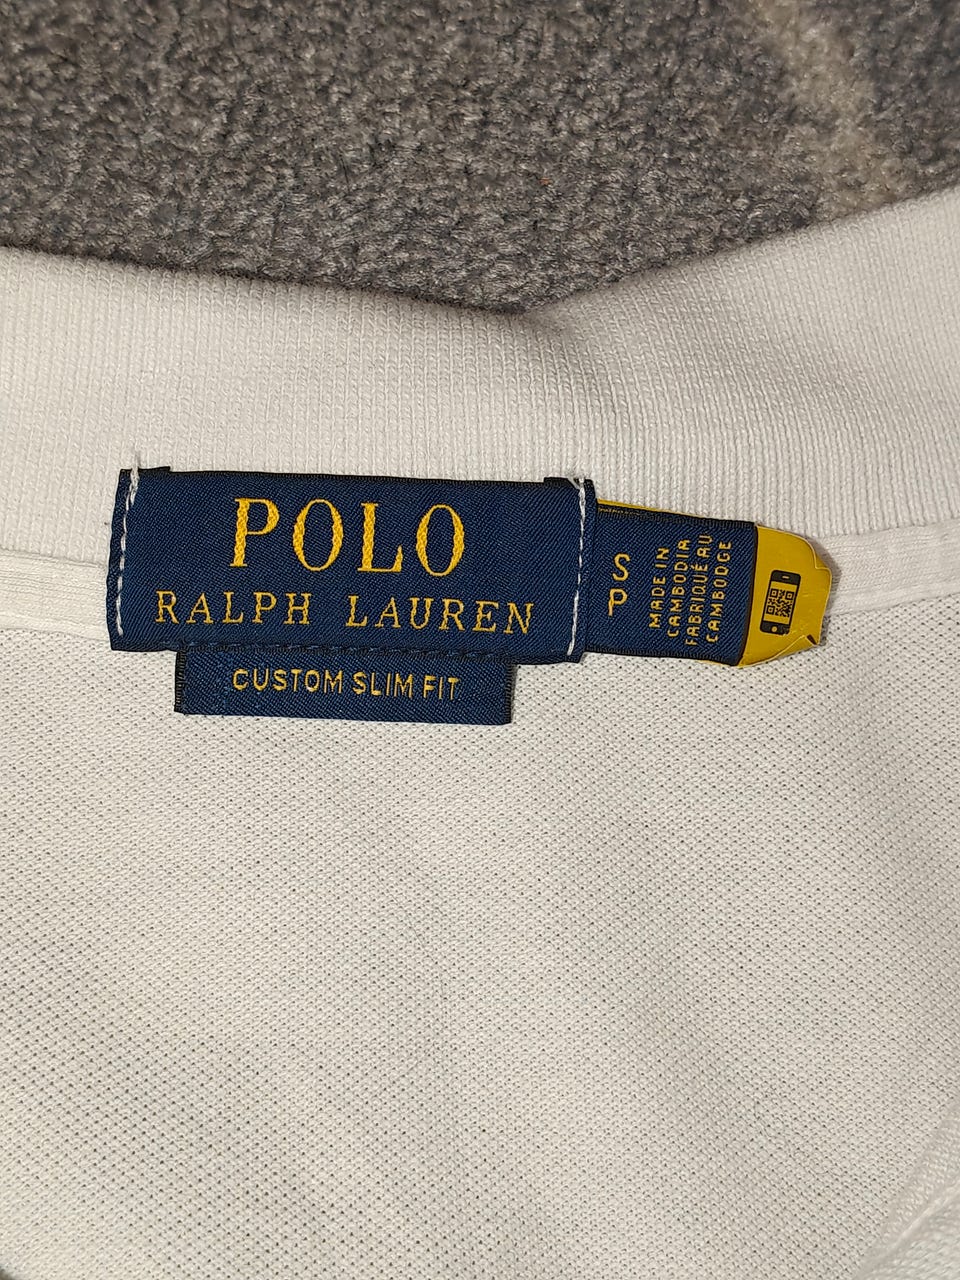 POLO
RALPH LAUREN
CUSTOM SLIM FIT
S
P
MADE IN
CAMBODIA
FABRIQUÉ AU
CAMBODGE